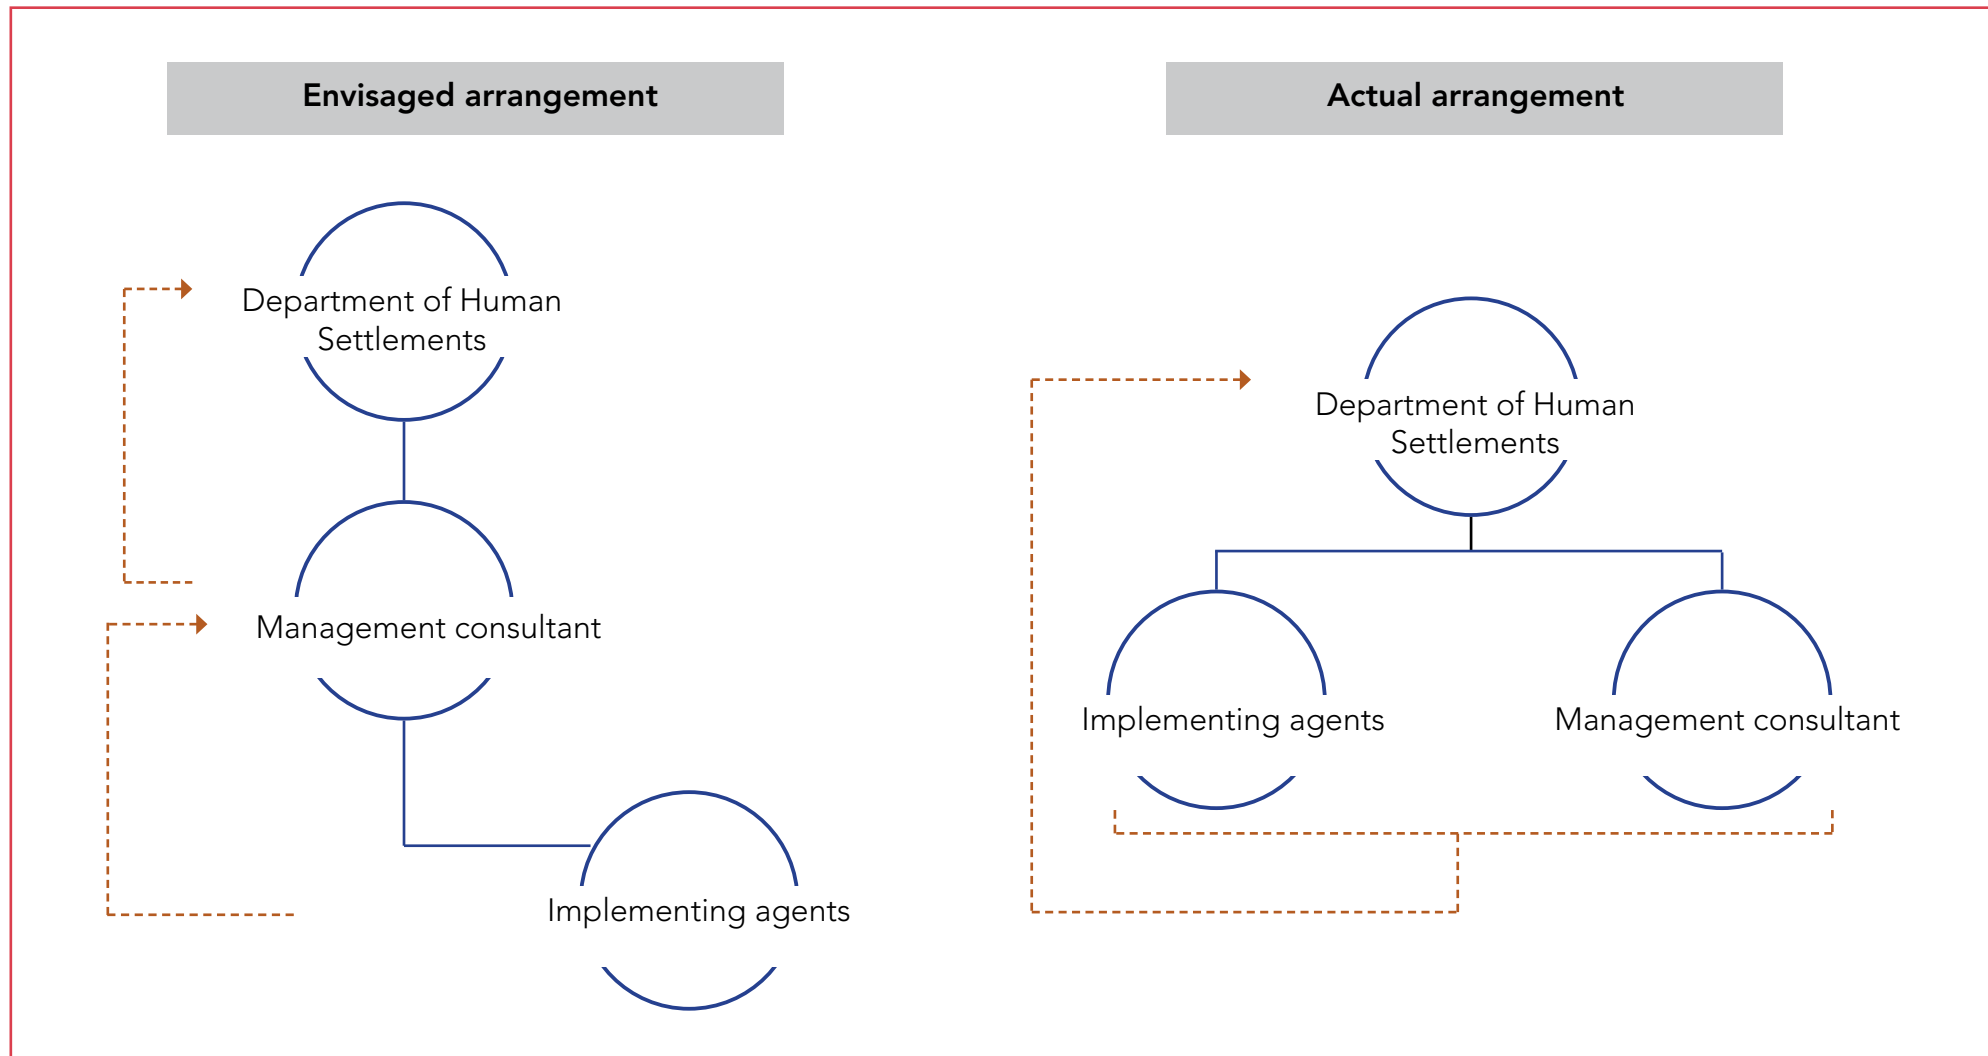 Envisaged arrangement
Department of Human
Settlements
Management consultant
Implementing agents
Actual arrangement
Department of Human
Settlements
Implementing agents
Management consultant